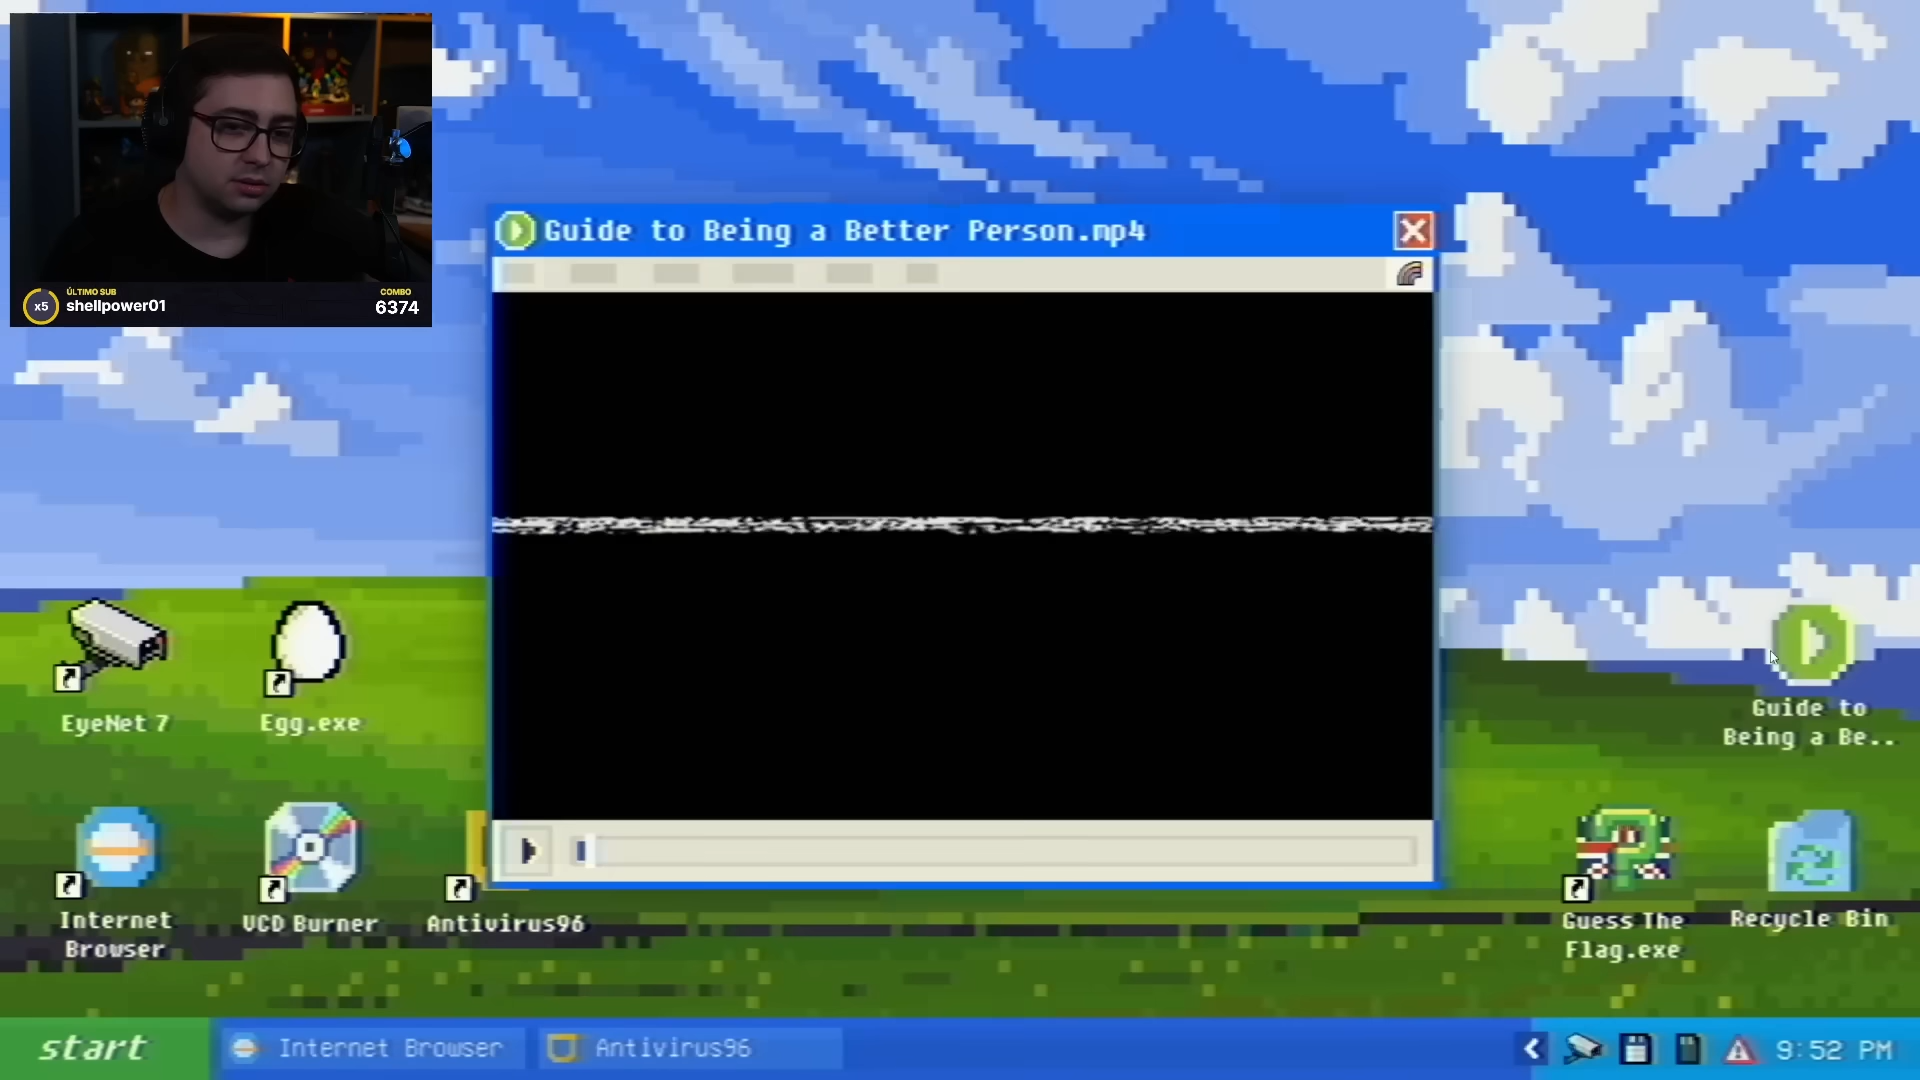 ÚLTIMO SUB
COMBO
x5
shellpower01
6374
Guide to Being a Better Person.mp4
EyeNet 7
Egg.exe
Guide to
Being a Be..
Internet
Browser
VCD Burner
Antivirus96
Guess The
Flag.exe
Recycle Bin
start
Internet Browser
Antivirus96
9:52 PM